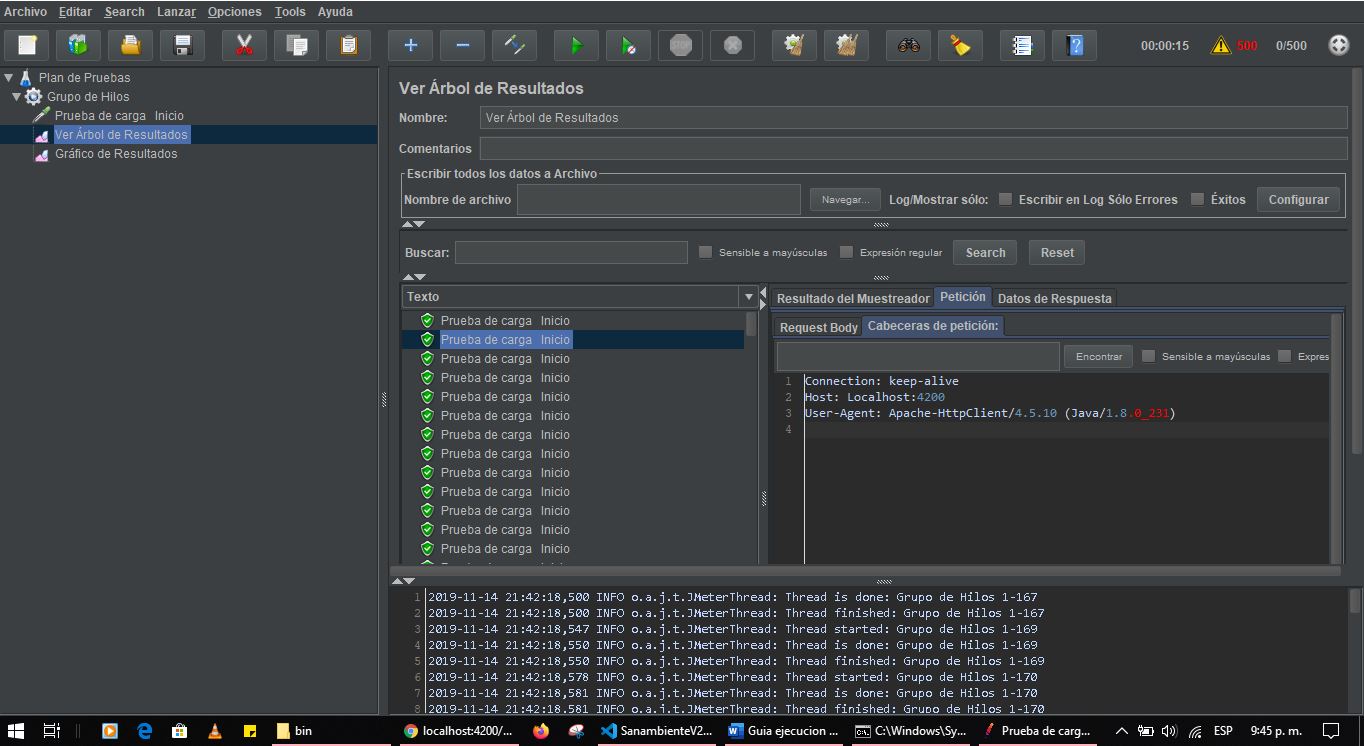 Archivo Editar Search Lanzar Opciones Tools Ayuda
STOP 00:00:15 500 0/500
Plan de Pruebas
Grupo de Hilos
Prueba de carga Inicio
Ver Árbol de Resultados
Gráfico de Resultados
Ver Árbol de Resultados
Nombre: Ver Árbol de Resultados
Comentarios
Escribir todos los datos a Archivo
Nombre de archivo Navegar... Log/Mostrar sólo: Escribir en Log Sólo Errores Éxitos Configurar
Buscar: Sensible a mayúsculas Expresión regular Search Reset
Texto
Prueba de carga Inicio
Prueba de carga Inicio
Prueba de carga Inicio
Prueba de carga Inicio
Prueba de carga Inicio
Prueba de carga Inicio
Prueba de carga Inicio
Prueba de carga Inicio
Prueba de carga Inicio
Prueba de carga Inicio
Prueba de carga Inicio
Prueba de carga Inicio
Prueba de carga Inicio
Resultado del Muestreador Petición Datos de Respuesta
Request Body Cabeceras de petición:
Encontrar Sensible a mayúsculas Expres
1 Connection: keep-alive
2 Host: Localhost:4200
3 User-Agent: Apache-HttpClient/4.5.10 (Java/1.8.0_231)
4
1 2019-11-14 21:42:18,500 INFO o.a.j.t.JMeterThread: Thread is done: Grupo de Hilos 1-167
2 2019-11-14 21:42:18,500 INFO o.a.j.t.JMeterThread: Thread finished: Grupo de Hilos 1-167
3 2019-11-14 21:42:18,547 INFO o.a.j.t.JMeterThread: Thread started: Grupo de Hilos 1-169
4 2019-11-14 21:42:18,550 INFO o.a.j.t.JMeterThread: Thread is done: Grupo de Hilos 1-169
5 2019-11-14 21:42:18,550 INFO o.a.j.t.JMeterThread: Thread finished: Grupo de Hilos 1-169
6 2019-11-14 21:42:18,578 INFO o.a.j.t.JMeterThread: Thread started: Grupo de Hilos 1-170
7 2019-11-14 21:42:18,581 INFO o.a.j.t.JMeterThread: Thread is done: Grupo de Hilos 1-170
8 2019-11-14 21:42:18,581 INFO o.a.j.t.JMeterThread: Thread finished: Grupo de Hilos 1-170
bin localhost:4200/... SanambienteV2... Guia ejecucion ... C:\Windows\Sy... Prueba de carg... ESP 9:45 p. m.